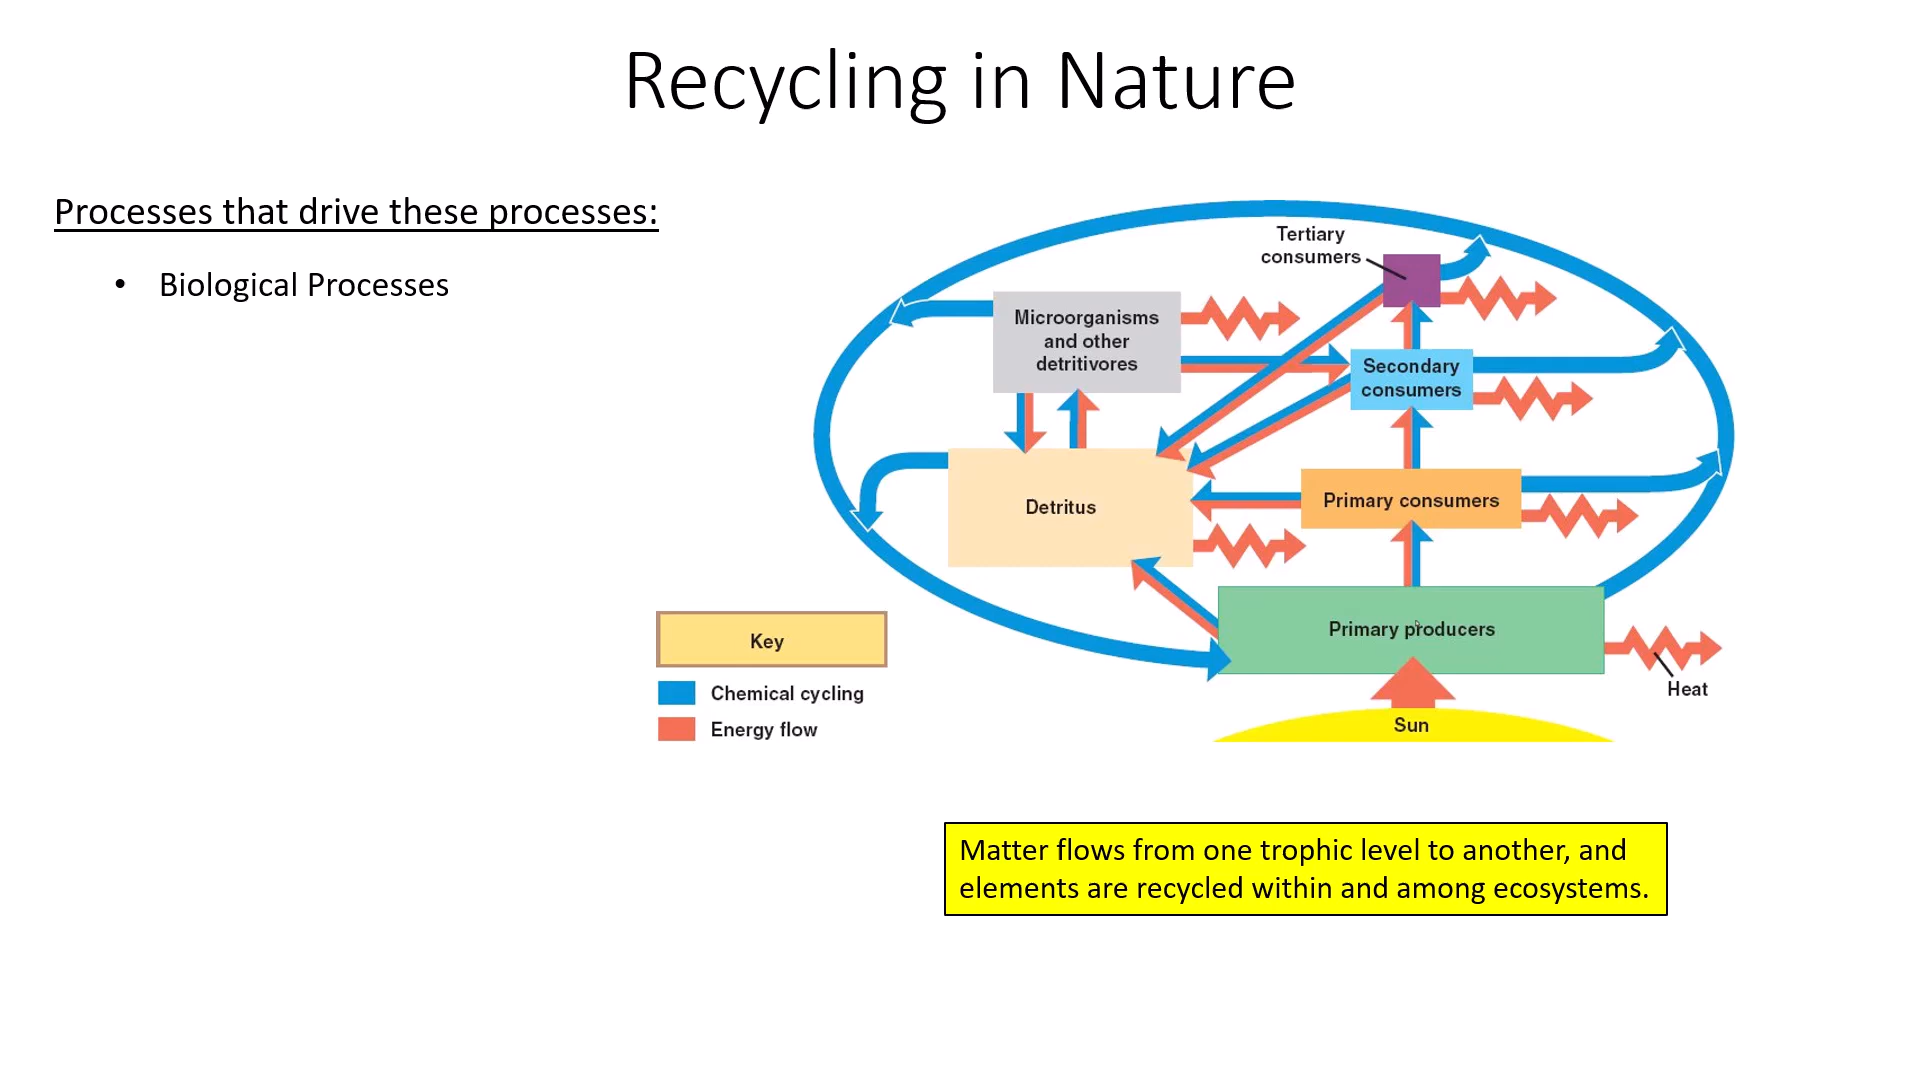 Recycling in Nature
Processes that drive these processes:
• Biological Processes
Tertiary
consumers
Microorganisms
and other
detritivores
Secondary
consumers
Detritus
Primary consumers
Primary producers
Heat
Sun
Key
Chemical cycling
Energy flow
Matter flows from one trophic level to another, and
elements are recycled within and among ecosystems.